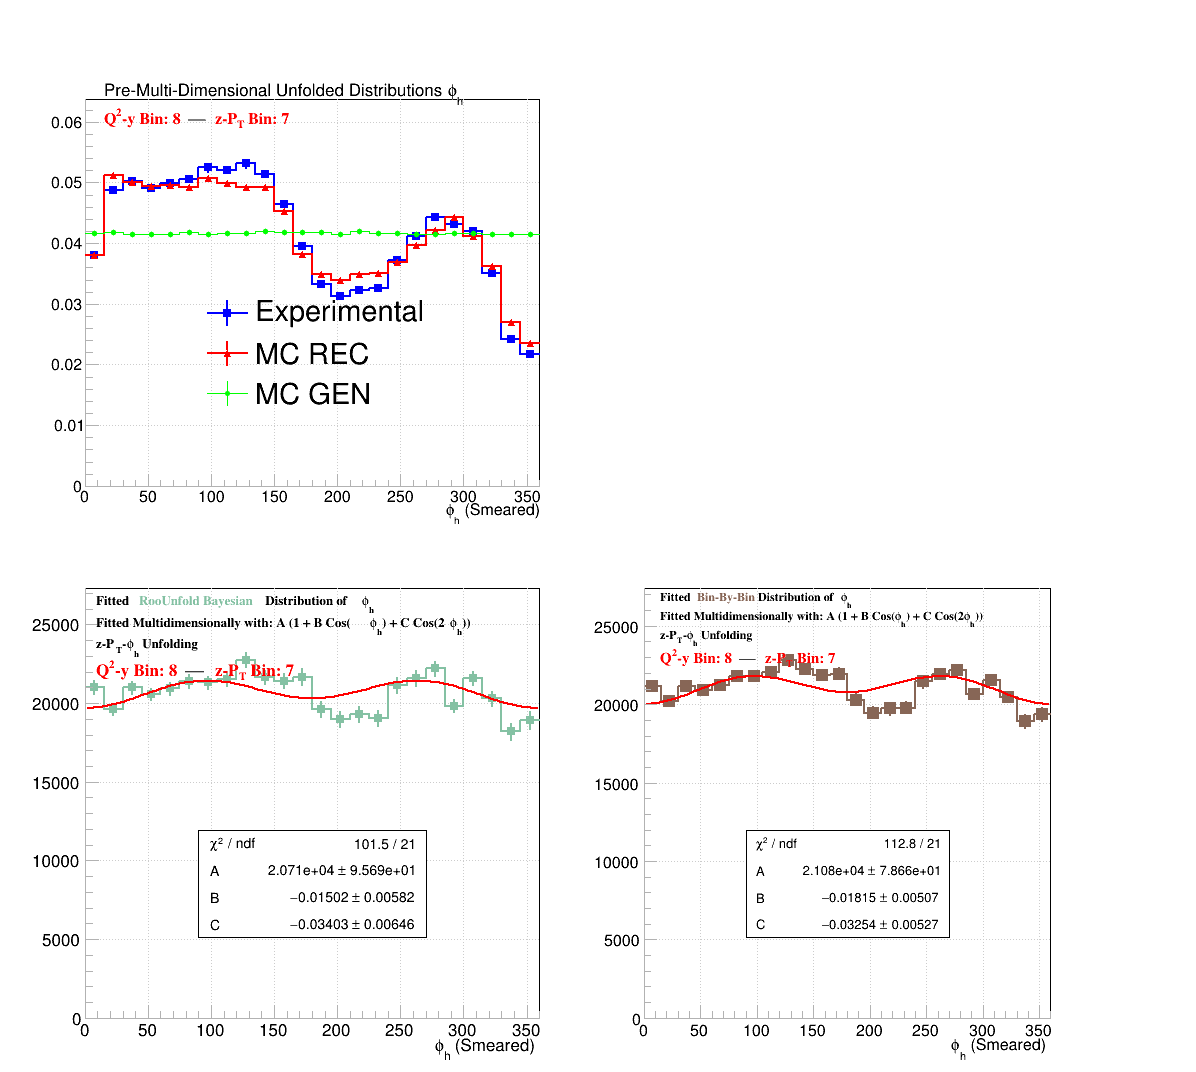 Pre-Multi-Dimensional Unfolded Distributions ϕh
Q²-y Bin: 8 — z-PT Bin: 7
0.06
0.05
0.04
0.03
0.02
0.01
0
Experimental
MC REC
MC GEN
0 50 100 150 200 250 300 350
ϕh (Smeared)
Fitted RooUnfold Bayesian Distribution of ϕh
Fitted Multidimensionally with: A (1 + B Cos( ϕh) + C Cos(2 ϕh))
z-PT-ϕh Unfolding
Q²-y Bin: 8 — z-PT Bin: 7
25000
20000
15000
10000
5000
0
χ² / ndf 101.5 / 21
A 2.071e+04 ± 9.569e+01
B −0.01502 ± 0.00582
C −0.03403 ± 0.00646
0 50 100 150 200 250 300 350
ϕh (Smeared)
Fitted Bin-By-Bin Distribution of ϕh
Fitted Multidimensionally with: A (1 + B Cos(ϕh) + C Cos(2ϕh))
z-PT-ϕh Unfolding
Q²-y Bin: 8 — z-PT Bin: 7
25000
20000
15000
10000
5000
0
χ² / ndf 112.8 / 21
A 2.108e+04 ± 7.866e+01
B −0.01815 ± 0.00507
C −0.03254 ± 0.00527
0 50 100 150 200 250 300 350
ϕh (Smeared)